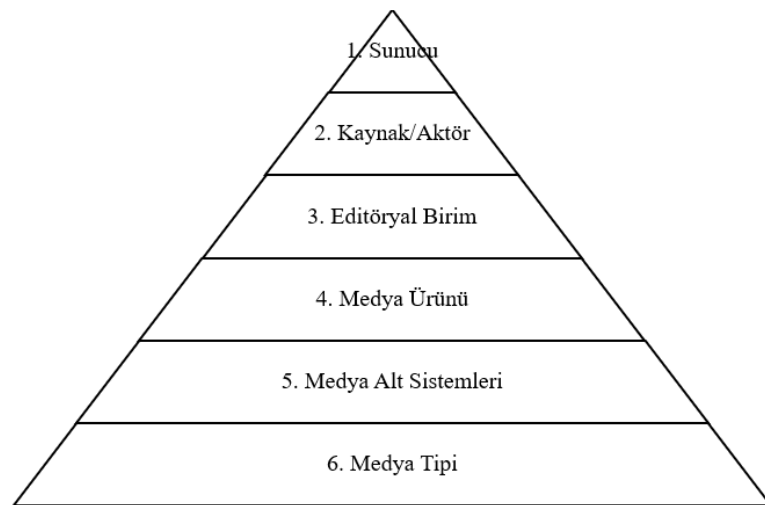 1. Sunucu
2. Kaynak/Aktör
3. Editöryal Birim
4. Medya Ürünü
5. Medya Alt Sistemleri
6. Medya Tipi